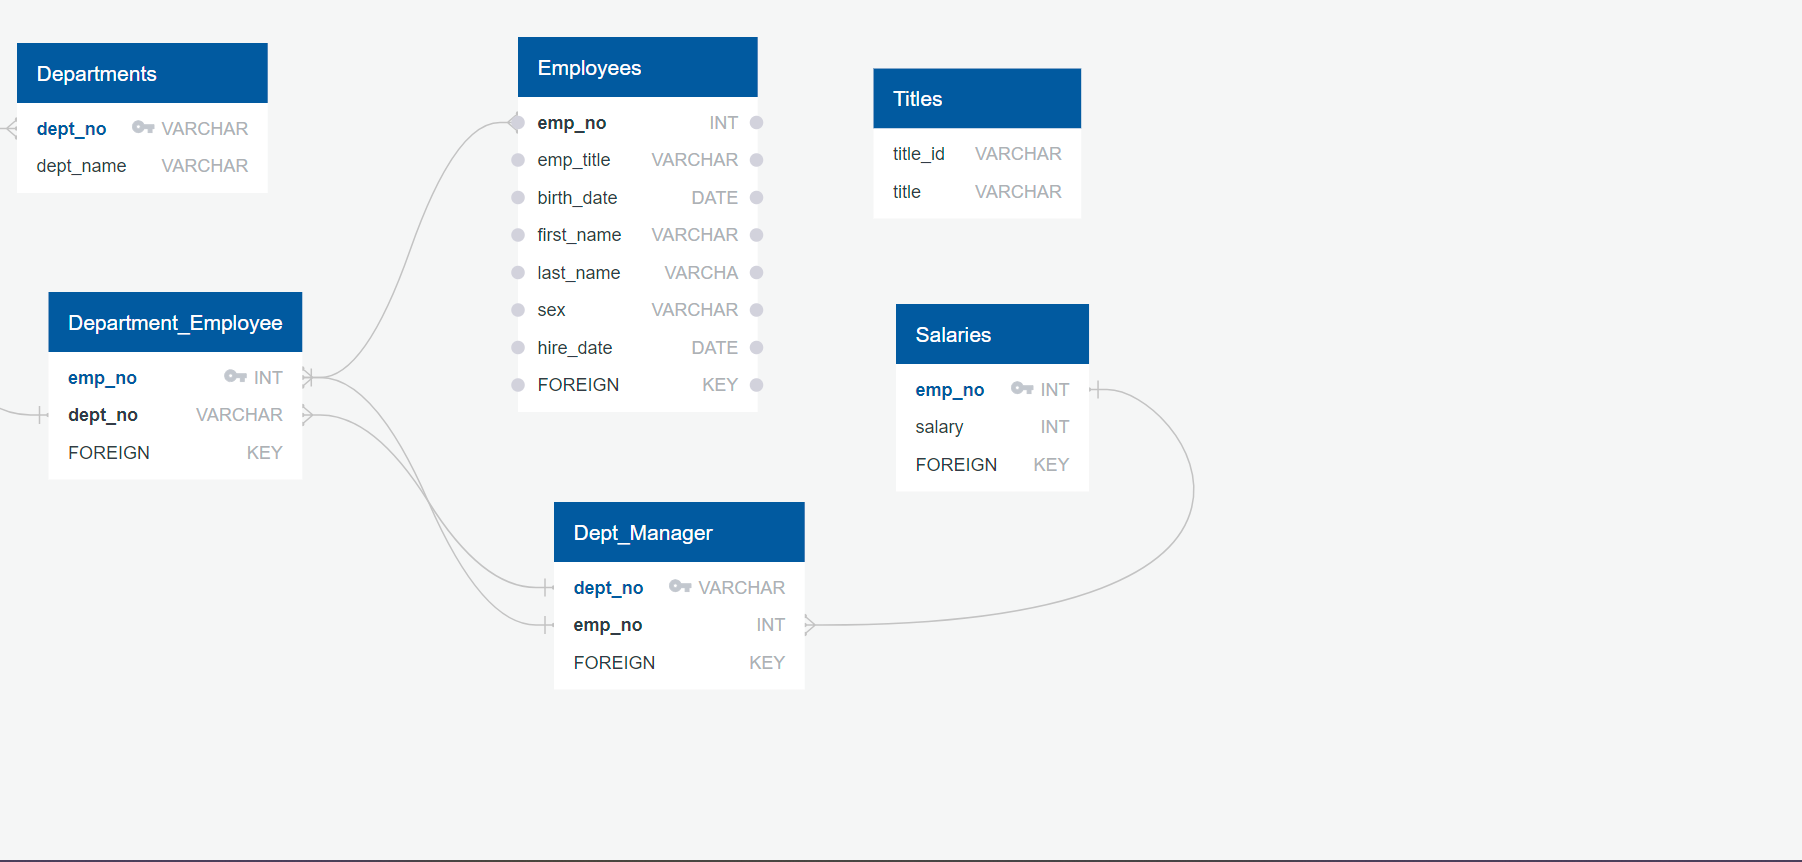 Departments
dept_no VARCHAR
dept_name VARCHAR
Employees
emp_no INT
emp_title VARCHAR
birth_date DATE
first_name VARCHAR
last_name VARCHA
sex VARCHAR
hire_date DATE
FOREIGN KEY
Titles
title_id VARCHAR
title VARCHAR
Department_Employee
emp_no INT
dept_no VARCHAR
FOREIGN KEY
Salaries
emp_no INT
salary INT
FOREIGN KEY
Dept_Manager
dept_no VARCHAR
emp_no INT
FOREIGN KEY